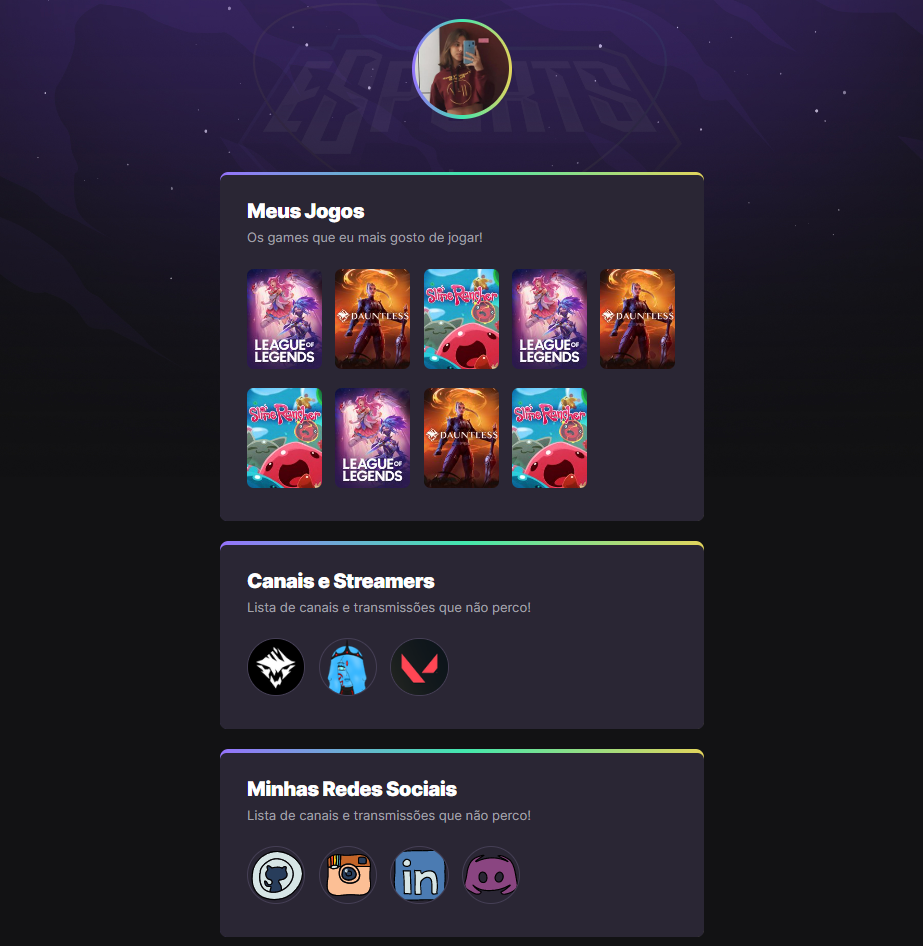 ESPORTS
Meus Jogos
Os games que eu mais gosto de jogar!
LEAGUE OF
LEGENDS
DAUNTLESS
Slime Rancher
LEAGUE OF
LEGENDS
DAUNTLESS
Slime Rancher
LEAGUE OF
LEGENDS
DAUNTLESS
Slime Rancher
Canais e Streamers
Lista de canais e transmissões que não perco!
Minhas Redes Sociais
Lista de canais e transmissões que não perco!
in